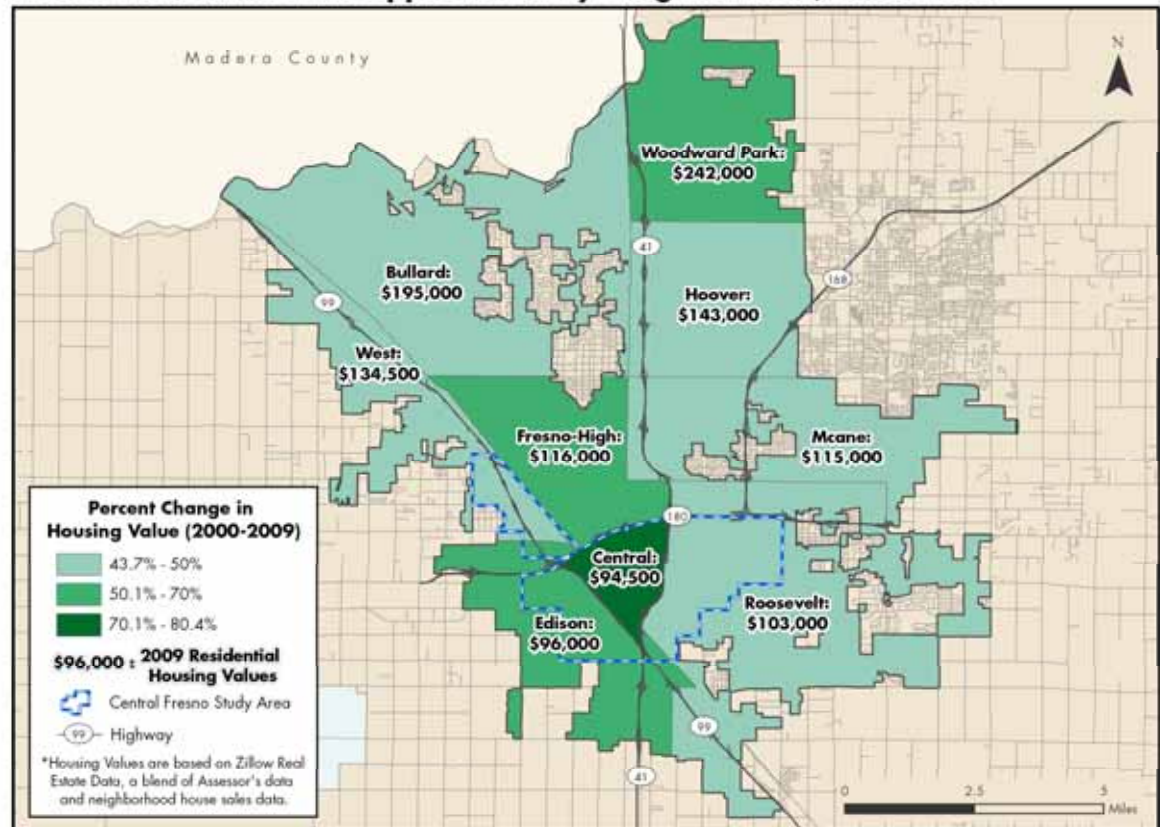 Madera County
N
Woodward Park:
$242,000
41
168
Bullard:
$195,000
Hoover:
$143,000
99
West:
$134,500
Fresno-High:
$116,000
Mcane:
$115,000
180
Central:
$94,500
Roosevelt:
$103,000
Edison:
$96,000
99
41
Percent Change in
Housing Value (2000-2009)
43.7% - 50%
50.1% - 70%
70.1% - 80.4%
$96,000 : 2009 Residential
Housing Values
Central Fresno Study Area
99 Highway
*Housing Values are based on Zillow Real
Estate Data, a blend of Assessor's data
and neighborhood house sales data.
0 2.5 5
Miles